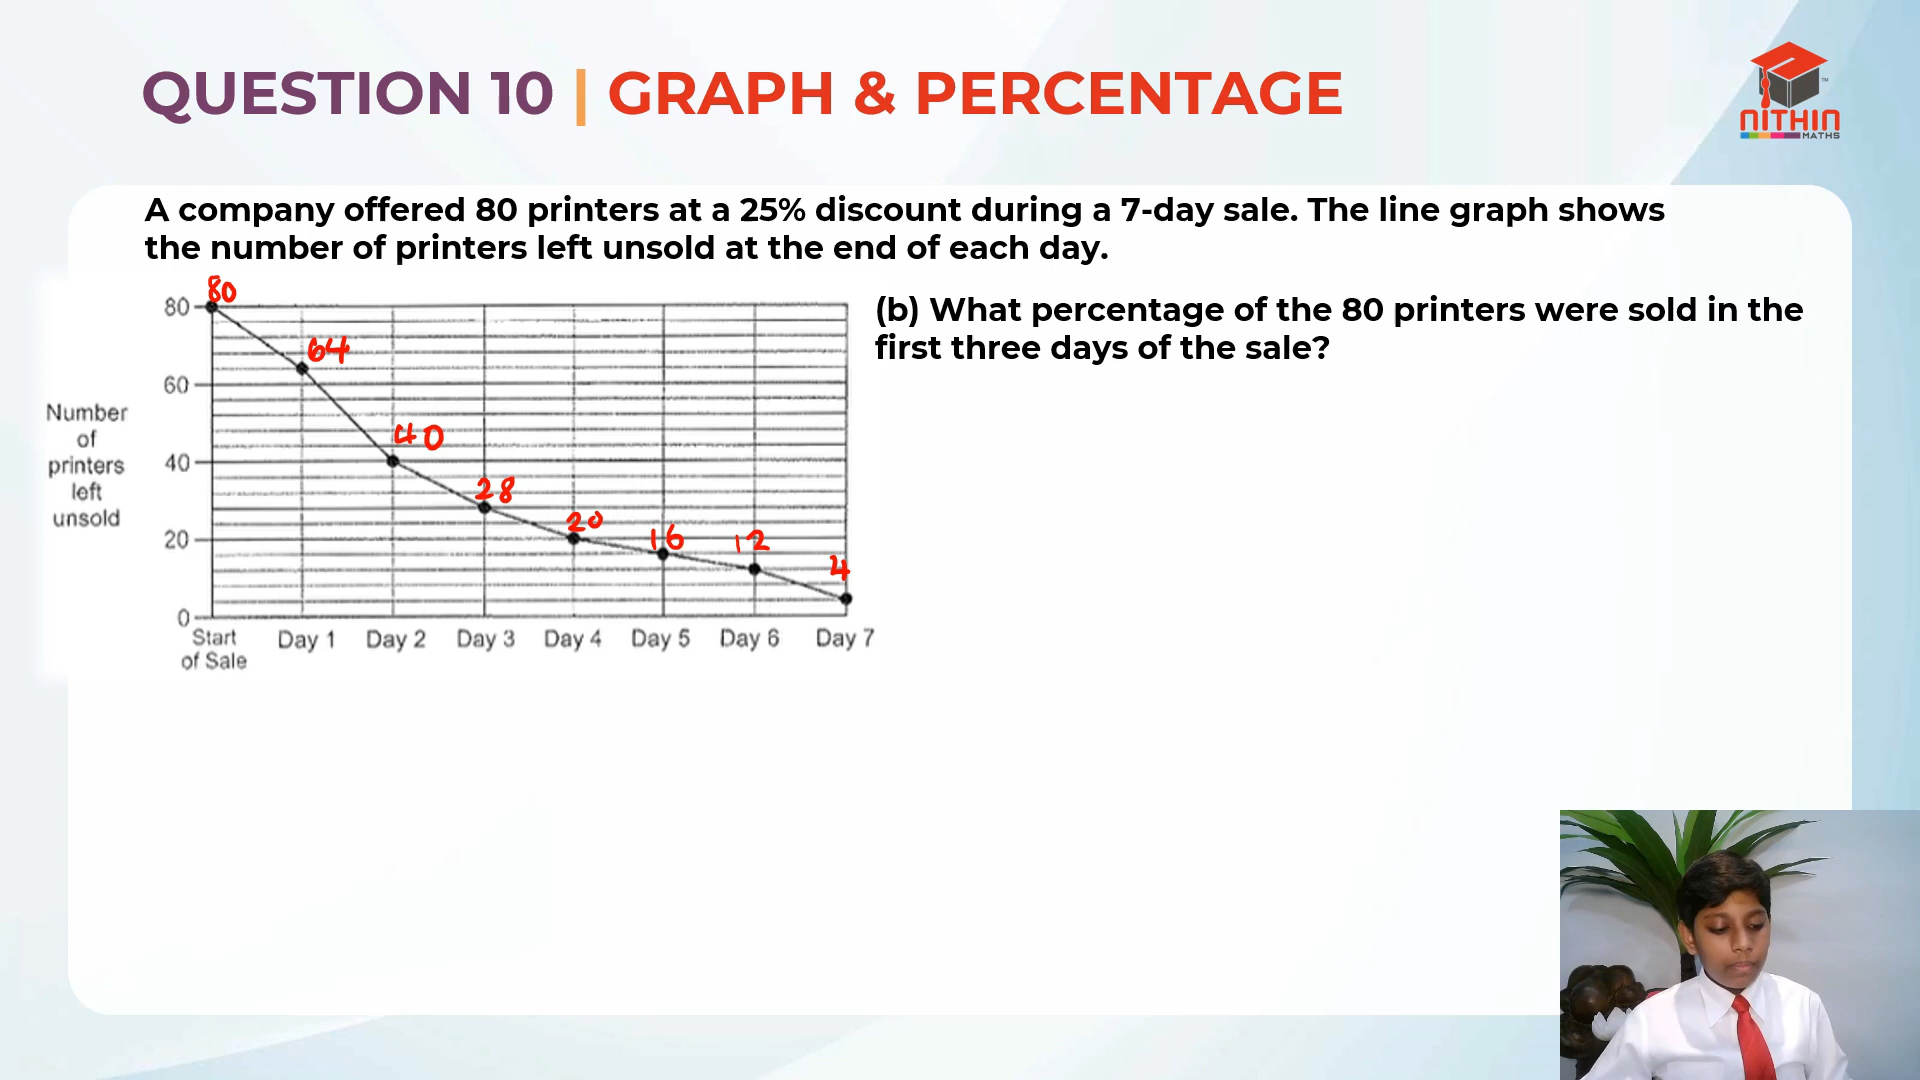 QUESTION 10 | GRAPH & PERCENTAGE
NITHIN
MATHS
TM
A company offered 80 printers at a 25% discount during a 7-day sale. The line graph shows
the number of printers left unsold at the end of each day.
(b) What percentage of the 80 printers were sold in the
first three days of the sale?
Number
of
printers
left
unsold
80
60
40
20
0
80
64
40
28
20
16
12
4
Start
of Sale
Day 1
Day 2
Day 3
Day 4
Day 5
Day 6
Day 7